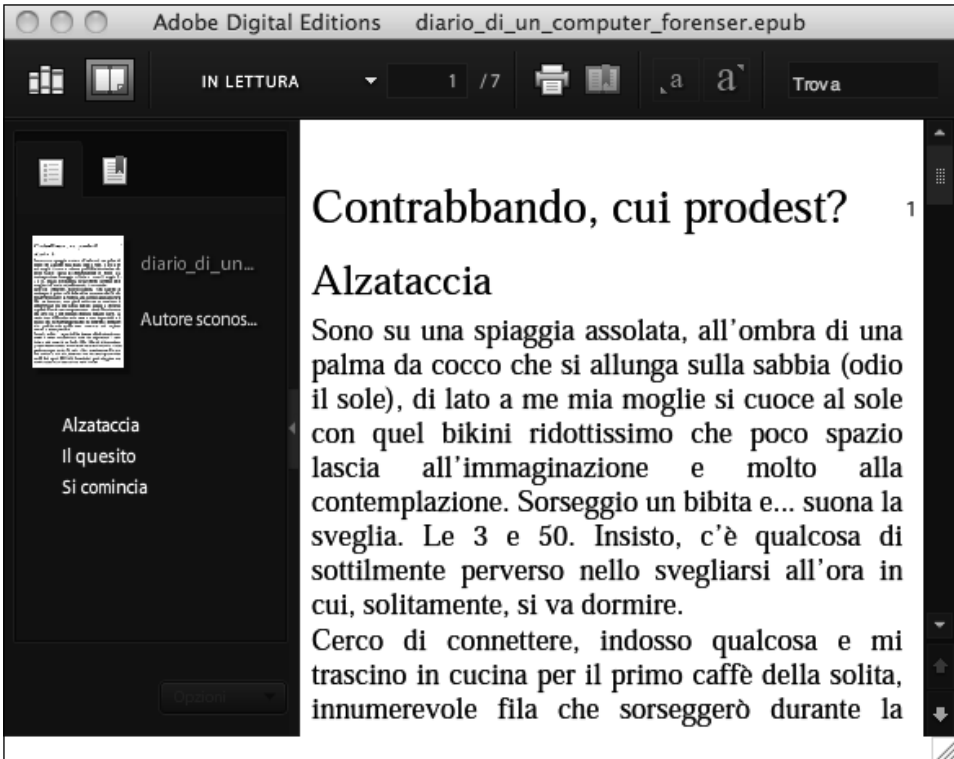 Adobe Digital Editions diario_di_un_computer_forenser.epub
IN LETTURA 1 /7 a a Trova
diario_di_un...
Autore sconos...
Alzataccia
Il quesito
Si comincia
Opzioni
Contrabbando, cui prodest? 1
Alzataccia
Sono su una spiaggia assolata, all'ombra di una
palma da cocco che si allunga sulla sabbia (odio
il sole), di lato a me mia moglie si cuoce al sole
con quel bikini ridottissimo che poco spazio
lascia all'immaginazione e molto alla
contemplazione. Sorseggio un bibita e... suona la
sveglia. Le 3 e 50. Insisto, c'è qualcosa di
sottilmente perverso nello svegliarsi all'ora in
cui, solitamente, si va dormire.
Cerco di connettere, indosso qualcosa e mi
trascino in cucina per il primo caffè della solita,
innumerevole fila che sorseggerò durante la